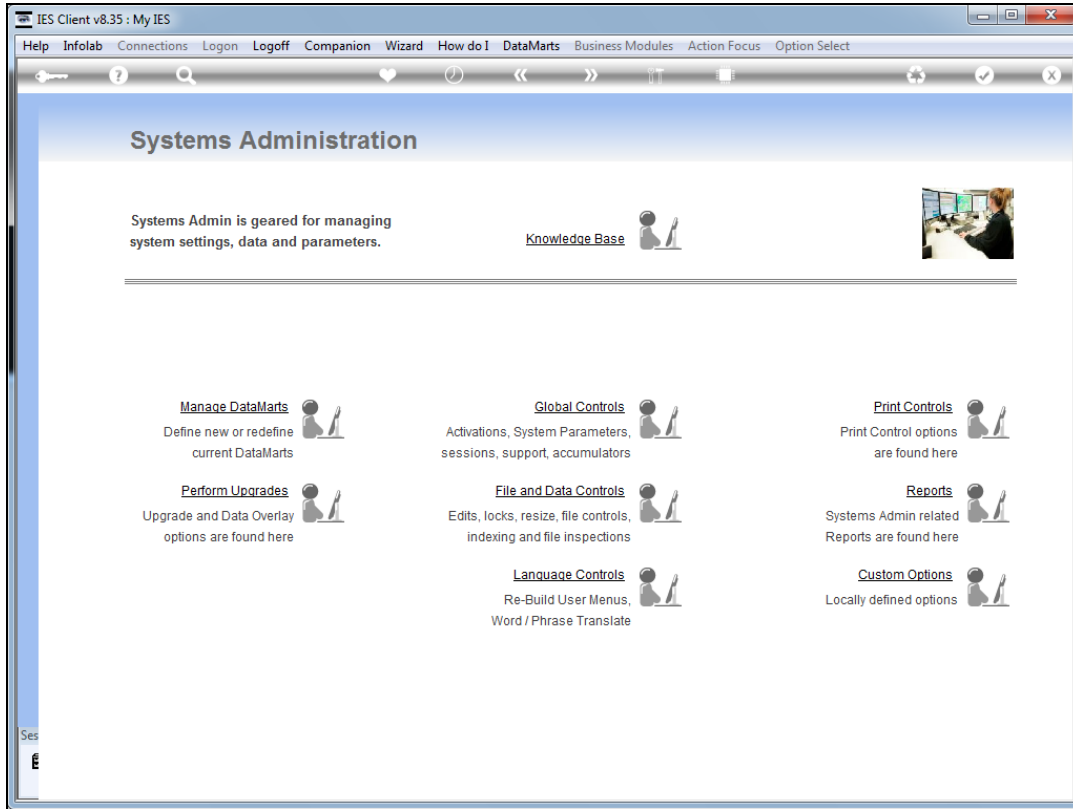 IES Client v8.35 : My IES
Help Infolab Connections Logon Logoff Companion Wizard How do I DataMarts Business Modules Action Focus Option Select
Systems Administration
Systems Admin is geared for managing
system settings, data and parameters.
Knowledge Base
Manage DataMarts
Define new or redefine
current DataMarts
Global Controls
Activations, System Parameters,
sessions, support, accumulators
Print Controls
Print Control options
are found here
Perform Upgrades
Upgrade and Data Overlay
options are found here
File and Data Controls
Edits, locks, resize, file controls,
indexing and file inspections
Reports
Systems Admin related
Reports are found here
Language Controls
Re-Build User Menus,
Word / Phrase Translate
Custom Options
Locally defined options
Ses